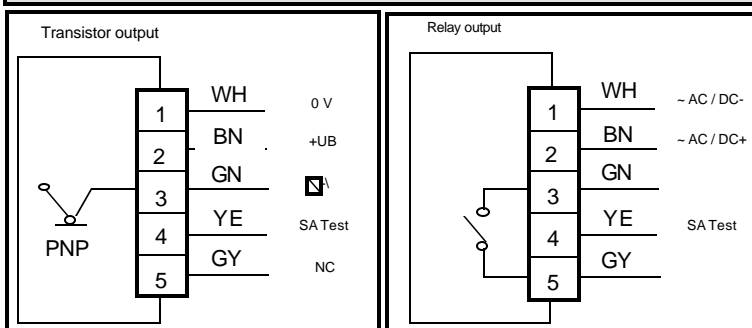 Transistor output
WH
1
0 V
BN
2
+UB
GN
3
YE
4
SA Test
PNP
GY
5
NC
Relay output
WH
1
~ AC / DC-
BN
2
~ AC / DC+
GN
3
YE
4
SA Test
GY
5